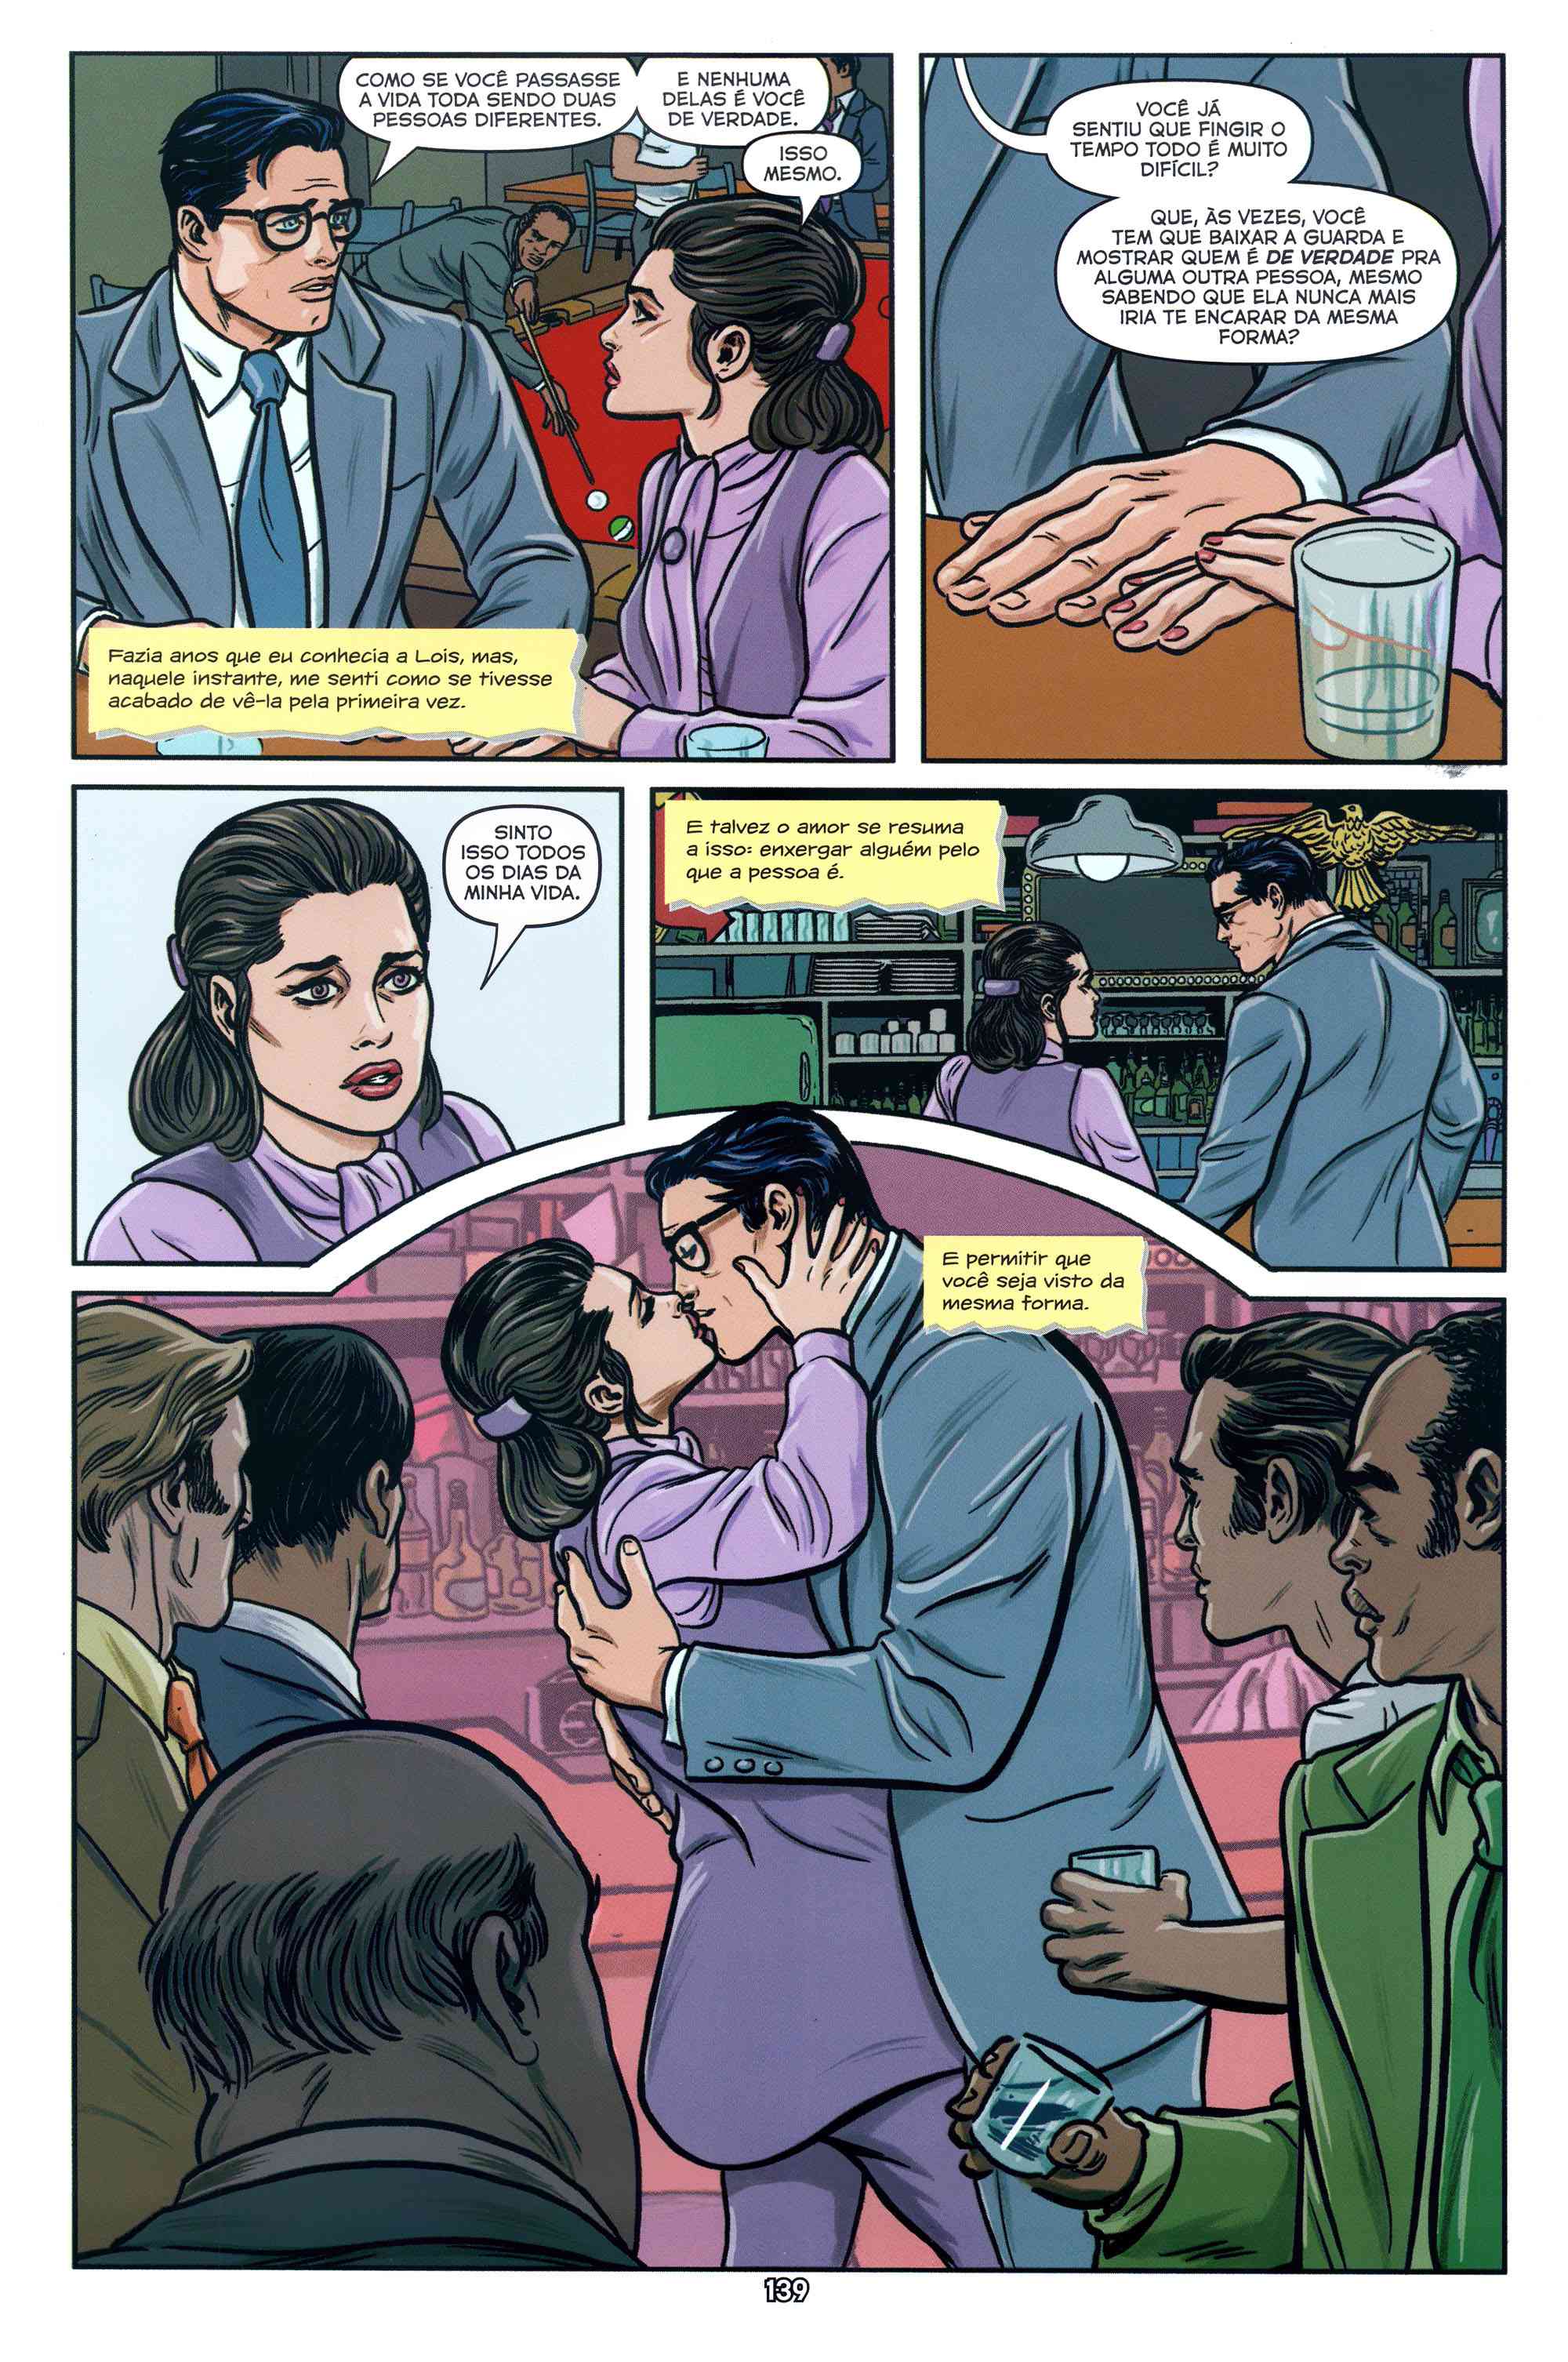 COMO SE VOCÊ PASSASSE
A VIDA TODA SENDO DUAS
PESSOAS DIFERENTES.
E NENHUMA
DELAS É VOCÊ
DE VERDADE.
ISSO
MESMO.
Fazia anos que eu conhecia a Lois, mas,
naquele instante, me senti como se tivesse
acabado de vê-la pela primeira vez.
VOCÊ JÁ
SENTIU QUE FINGIR O
TEMPO TODO É MUITO
DIFÍCIL?
QUE, ÀS VEZES, VOCÊ
TEM QUE BAIXAR A GUARDA E
MOSTRAR QUEM É DE VERDADE PRA
ALGUMA OUTRA PESSOA, MESMO
SABENDO QUE ELA NUNCA MAIS
IRIA TE ENCARAR DA MESMA
FORMA?
SINTO
ISSO TODOS
OS DIAS DA
MINHA VIDA.
E talvez o amor se resuma
a isso: enxergar alguém pelo
que a pessoa é.
E permitir que
você seja visto da
mesma forma.
139